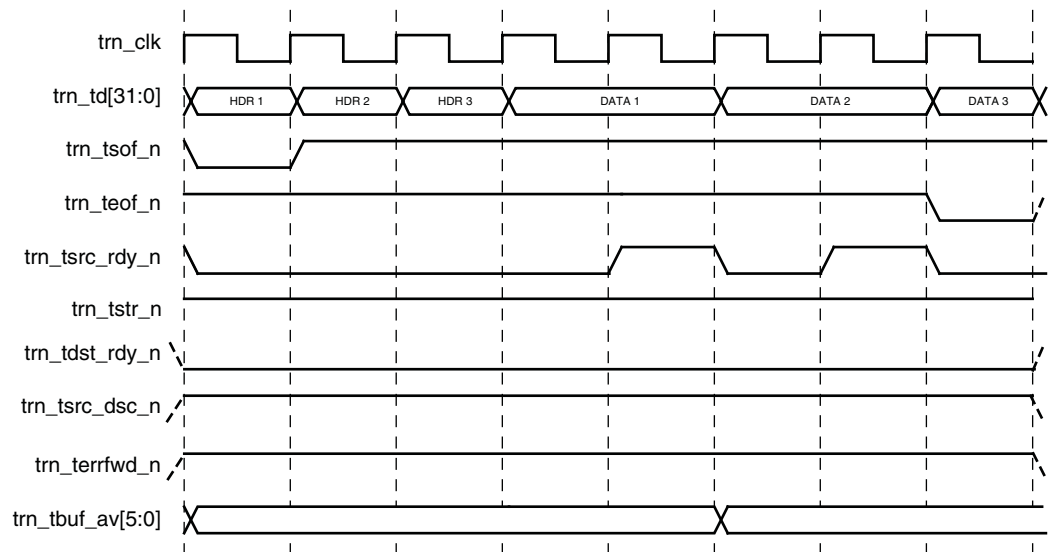 trn_clk
trn_td[31:0] HDR 1 HDR 2 HDR 3 DATA 1 DATA 2 DATA 3
trn_tsof_n
trn_teof_n
trn_tsrc_rdy_n
trn_tstr_n
trn_tdst_rdy_n
trn_tsrc_dsc_n
trn_terrfwd_n
trn_tbuf_av[5:0]